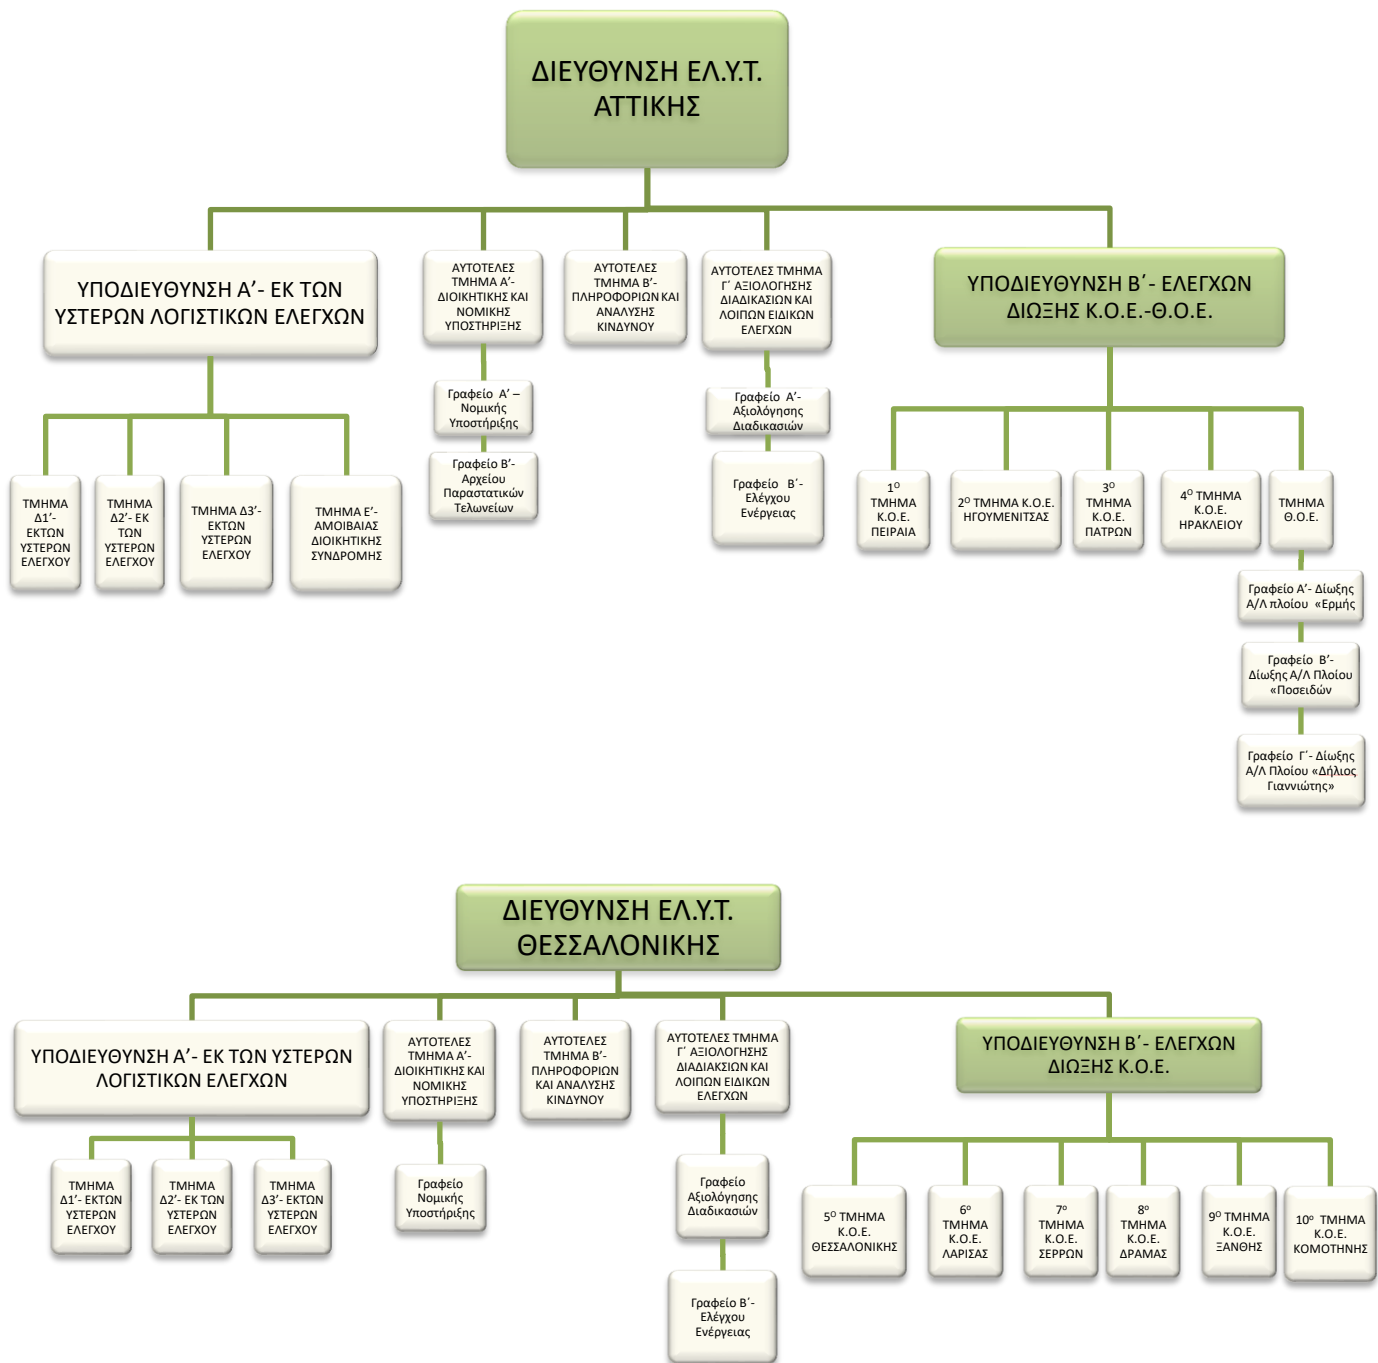 ΔΙΕΥΘΥΝΣΗ ΕΛ.Υ.Τ.
ΑΤΤΙΚΗΣ
ΥΠΟΔΙΕΥΘΥΝΣΗ Α’- ΕΚ ΤΩΝ
ΥΣΤΕΡΩΝ ΛΟΓΙΣΤΙΚΩΝ ΕΛΕΓΧΩΝ
ΑΥΤΟΤΕΛΕΣ
ΤΜΗΜΑ Α’-
ΔΙΟΙΚΗΤΙΚΗΣ ΚΑΙ
ΝΟΜΙΚΗΣ
ΥΠΟΣΤΗΡΙΞΗΣ
ΑΥΤΟΤΕΛΕΣ
ΤΜΗΜΑ Β’-
ΠΛΗΡΟΦΟΡΙΩΝ ΚΑΙ
ΑΝΑΛΥΣΗ
ΚΙΝΔΥΝΟΥ
ΑΥΤΟΤΕΛΕΣ ΤΜΗΜΑ
Γ΄ ΑΞΙΟΛΟΓΗΣΗΣ
ΔΙΑΔΙΚΑΣΙΩΝ ΚΑΙ
ΛΟΙΠΩΝ ΕΙΔΙΚΩΝ
ΕΛΕΓΧΩΝ
ΥΠΟΔΙΕΥΘΥΝΣΗ Β΄- ΕΛΕΓΧΩΝ
ΔΙΩΞΗΣ Κ.Ο.Ε.-Θ.Ο.Ε.
Γραφείο Α’ –
Νομικής
Υποστήριξης
Γραφείο Β’-
Αρχείου
Παραστατικών
Τελωνείων
Γραφείο Α’-
Αξιολόγησης
Διαδικασιών
Γραφείο Β΄-
Ελέγχου
Ενέργειας
ΤΜΗΜΑ
Δ1’-
ΕΚΤΩΝ
ΥΣΤΕΡΩΝ
ΕΛΕΓΧΟΥ
ΤΜΗΜΑ
Δ2’- ΕΚ
ΤΩΝ
ΥΣΤΕΡΩΝ
ΕΛΕΓΧΟΥ
ΤΜΗΜΑ Δ3’-
ΕΚΤΩΝ
ΥΣΤΕΡΩΝ
ΕΛΕΓΧΟΥ
ΤΜΗΜΑ Ε’-
ΑΜΟΙΒΑΙΑΣ
ΔΙΟΙΚΗΤΙΚΗΣ
ΣΥΝΔΡΟΜΗΣ
1Ο
ΤΜΗΜΑ
Κ.Ο.Ε.
ΠΕΙΡΑΙΑ
2Ο ΤΜΗΜΑ Κ.Ο.Ε.
ΗΓΟΥΜΕΝΙΤΣΑΣ
3Ο
ΤΜΗΜΑ
Κ.Ο.Ε.
ΠΑΤΡΩΝ
4Ο ΤΜΗΜΑ
Κ.Ο.Ε.
ΗΡΑΚΛΕΙΟΥ
ΤΜΗΜΑ
Θ.Ο.Ε.
Γραφείο Α’- Δίωξης
Α/Λ πλοίου «Ερμής
Γραφείο Β’-
Δίωξης Α/Λ Πλοίου
«Ποσειδών
Γραφείο Γ΄- Δίωξης
Α/Λ Πλοίου «Δήλιος
Γιαννιώτης»
ΔΙΕΥΘΥΝΣΗ ΕΛ.Υ.Τ.
ΘΕΣΣΑΛΟΝΙΚΗΣ
ΥΠΟΔΙΕΥΘΥΝΣΗ Α’- ΕΚ ΤΩΝ ΥΣΤΕΡΩΝ
ΛΟΓΙΣΤΙΚΩΝ ΕΛΕΓΧΩΝ
ΑΥΤΟΤΕΛΕΣ
ΤΜΗΜΑ Α’-
ΔΙΟΙΚΗΤΙΚΗΣ ΚΑΙ
ΝΟΜΙΚΗΣ
ΥΠΟΣΤΗΡΙΞΗΣ
ΑΥΤΟΤΕΛΕΣ
ΤΜΗΜΑ Β’-
ΠΛΗΡΟΦΟΡΙΩΝ
ΚΑΙ ΑΝΑΛΥΣΗ
ΚΙΝΔΥΝΟΥ
ΑΥΤΟΤΕΛΕΣ ΤΜΗΜΑ
Γ΄ ΑΞΙΟΛΟΓΗΣΗΣ
ΔΙΑΔΙΑΚΣΙΩΝ ΚΑΙ
ΛΟΙΠΩΝ ΕΙΔΙΚΩΝ
ΕΛΕΓΧΩΝ
ΥΠΟΔΙΕΥΘΥΝΣΗ Β΄- ΕΛΕΓΧΩΝ
ΔΙΩΞΗΣ Κ.Ο.Ε.
ΤΜΗΜΑ
Δ1’- ΕΚΤΩΝ
ΥΣΤΕΡΩΝ
ΕΛΕΓΧΟΥ
ΤΜΗΜΑ
Δ2’- ΕΚ ΤΩΝ
ΥΣΤΕΡΩΝ
ΕΛΕΓΧΟΥ
ΤΜΗΜΑ
Δ3’- ΕΚΤΩΝ
ΥΣΤΕΡΩΝ
ΕΛΕΓΧΟΥ
Γραφείο
Νομικής
Υποστήριξης
Γραφείο
Αξιολόγησης
Διαδικασιών
Γραφείο Β΄-
Ελέγχου
Ενέργειας
5Ο ΤΜΗΜΑ
Κ.Ο.Ε.
ΘΕΣΣΑΛΟΝΙΚΗΣ
6ο
ΤΜΗΜΑ
Κ.Ο.Ε.
ΛΑΡΙΣΑΣ
7ο
ΤΜΗΜΑ
Κ.Ο.Ε.
ΣΕΡΡΩΝ
8ο
ΤΜΗΜΑ
Κ.Ο.Ε.
ΔΡΑΜΑΣ
9Ο ΤΜΗΜΑ
Κ.Ο.Ε.
ΞΑΝΘΗΣ
10ο ΤΜΗΜΑ
Κ.Ο.Ε.
ΚΟΜΟΤΗΝΗΣ